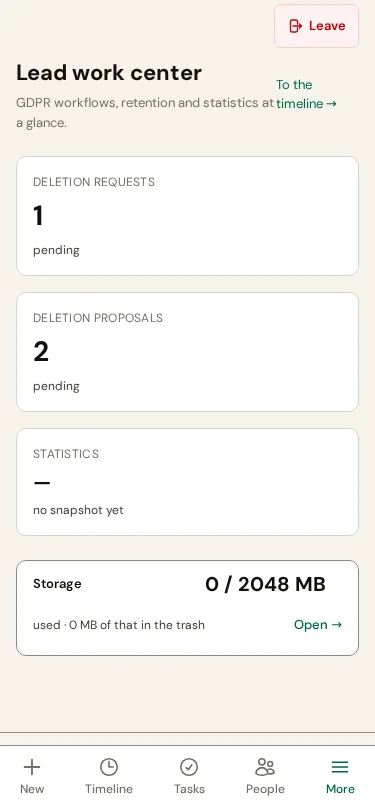 Leave
Lead work center
GDPR workflows, retention and statistics at
a glance.
To the
timeline →
DELETION REQUESTS
1
pending
DELETION PROPOSALS
2
pending
STATISTICS
—
no snapshot yet
Storage
0 / 2048 MB
used · 0 MB of that in the trash
Open →
New
Timeline
Tasks
People
More